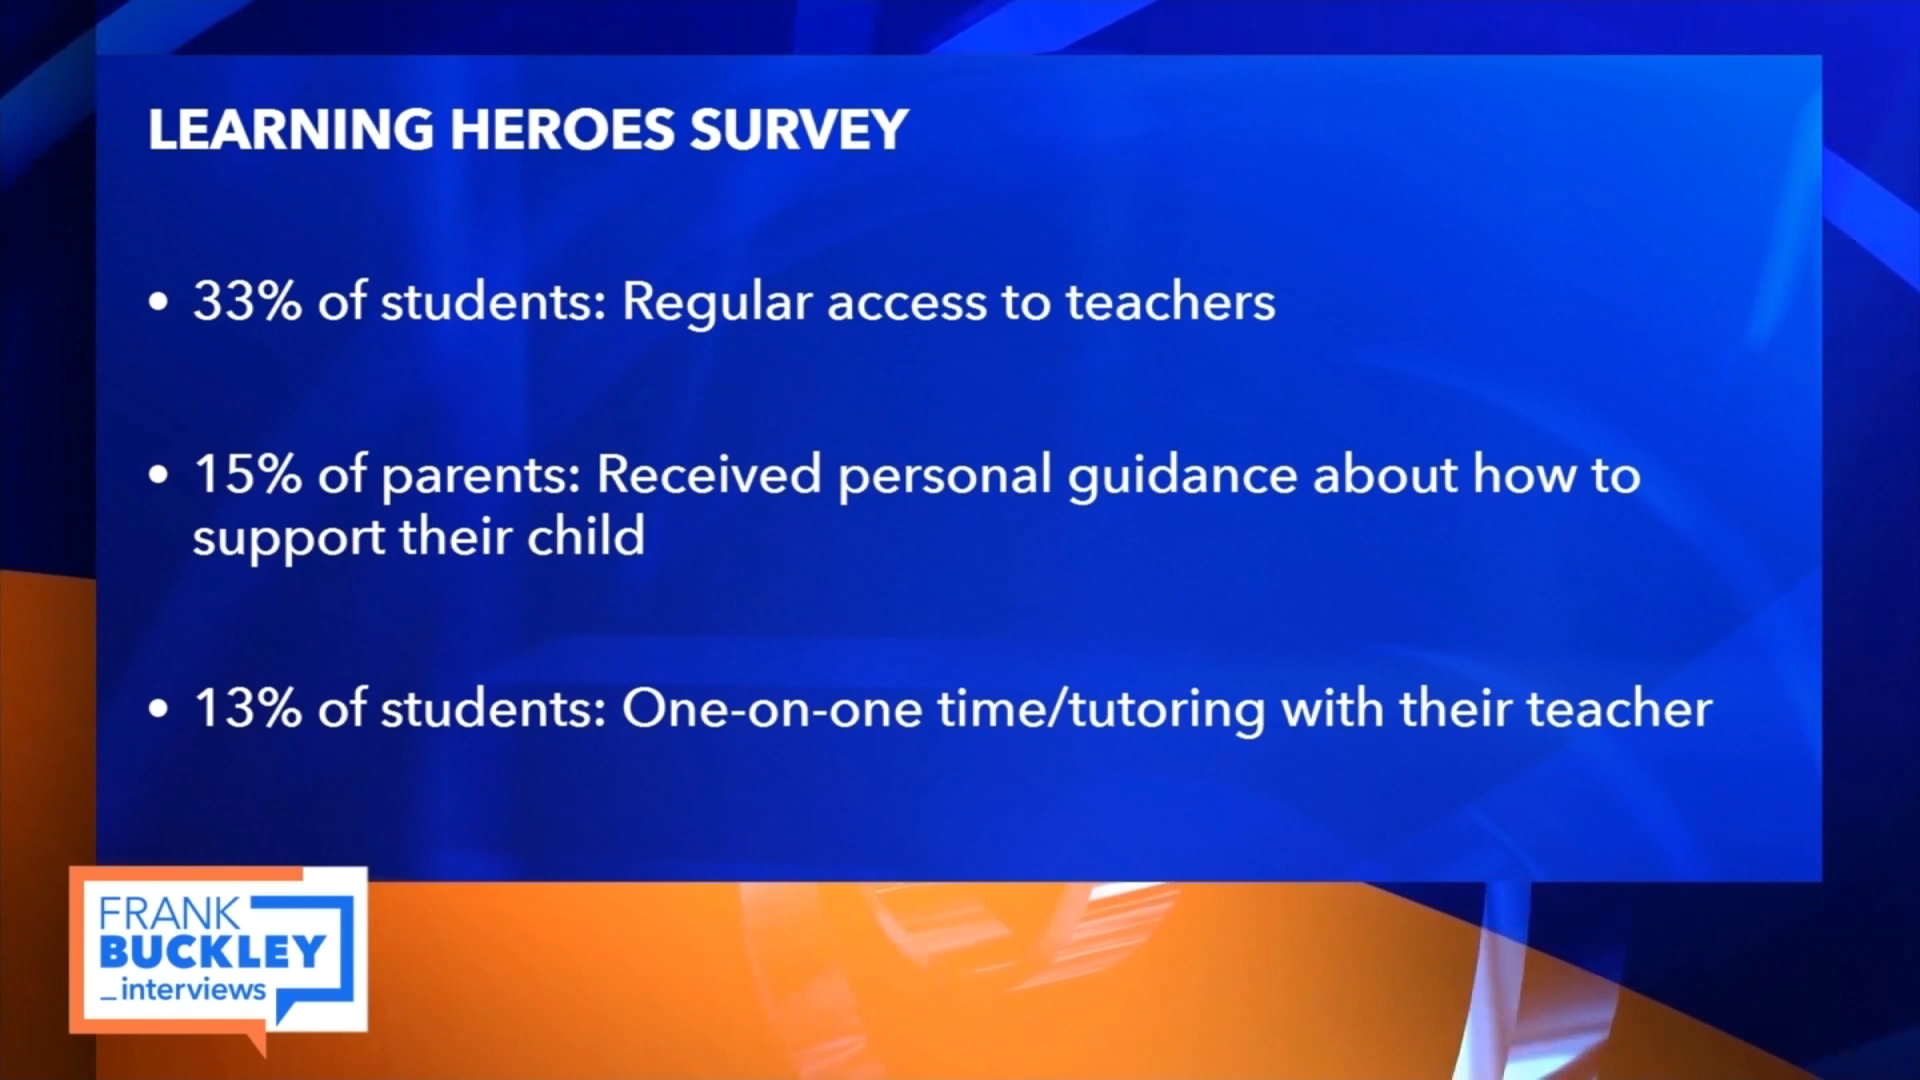 LEARNING HEROES SURVEY
• 33% of students: Regular access to teachers
• 15% of parents: Received personal guidance about how to
support their child
• 13% of students: One-on-one time/tutoring with their teacher
FRANK
BUCKLEY
_interviews